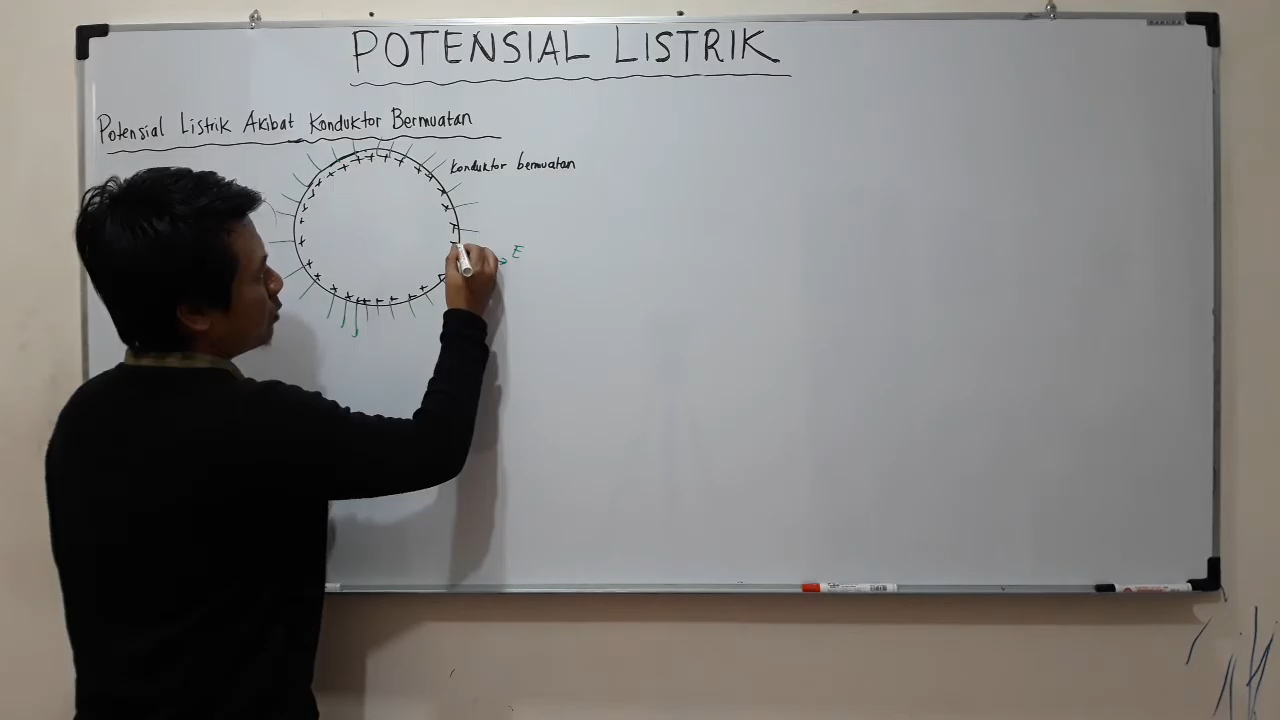 POTENSIAL LISTRIK
Potensial Listrik Akibat Konduktor Bermuatan
Konduktor bermuatan
E